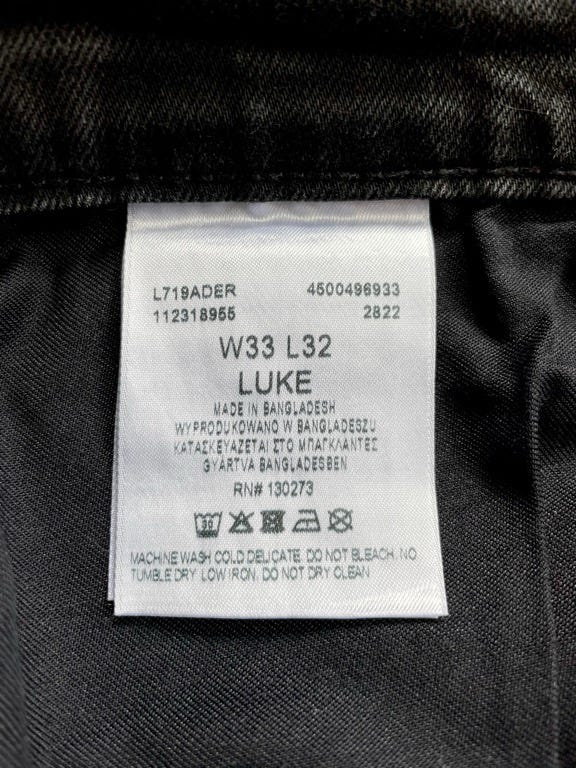 L719ADER 4500496933
112318955 2822
W33 L32
LUKE
MADE IN BANGLADESH
WYPRODUKOWANO W BANGLADESZU
ΚΑΤΑΣΚΕΥΑΖΕΤΑΙ ΣΤΟ ΜΠΑΓΚΛΑΝΤΕΣ
GYÁRTVA BANGLADESBEN
RN# 130273
30
MACHINE WASH COLD DELICATE. DO NOT BLEACH. NO
TUMBLE DRY. LOW IRON. DO NOT DRY CLEAN